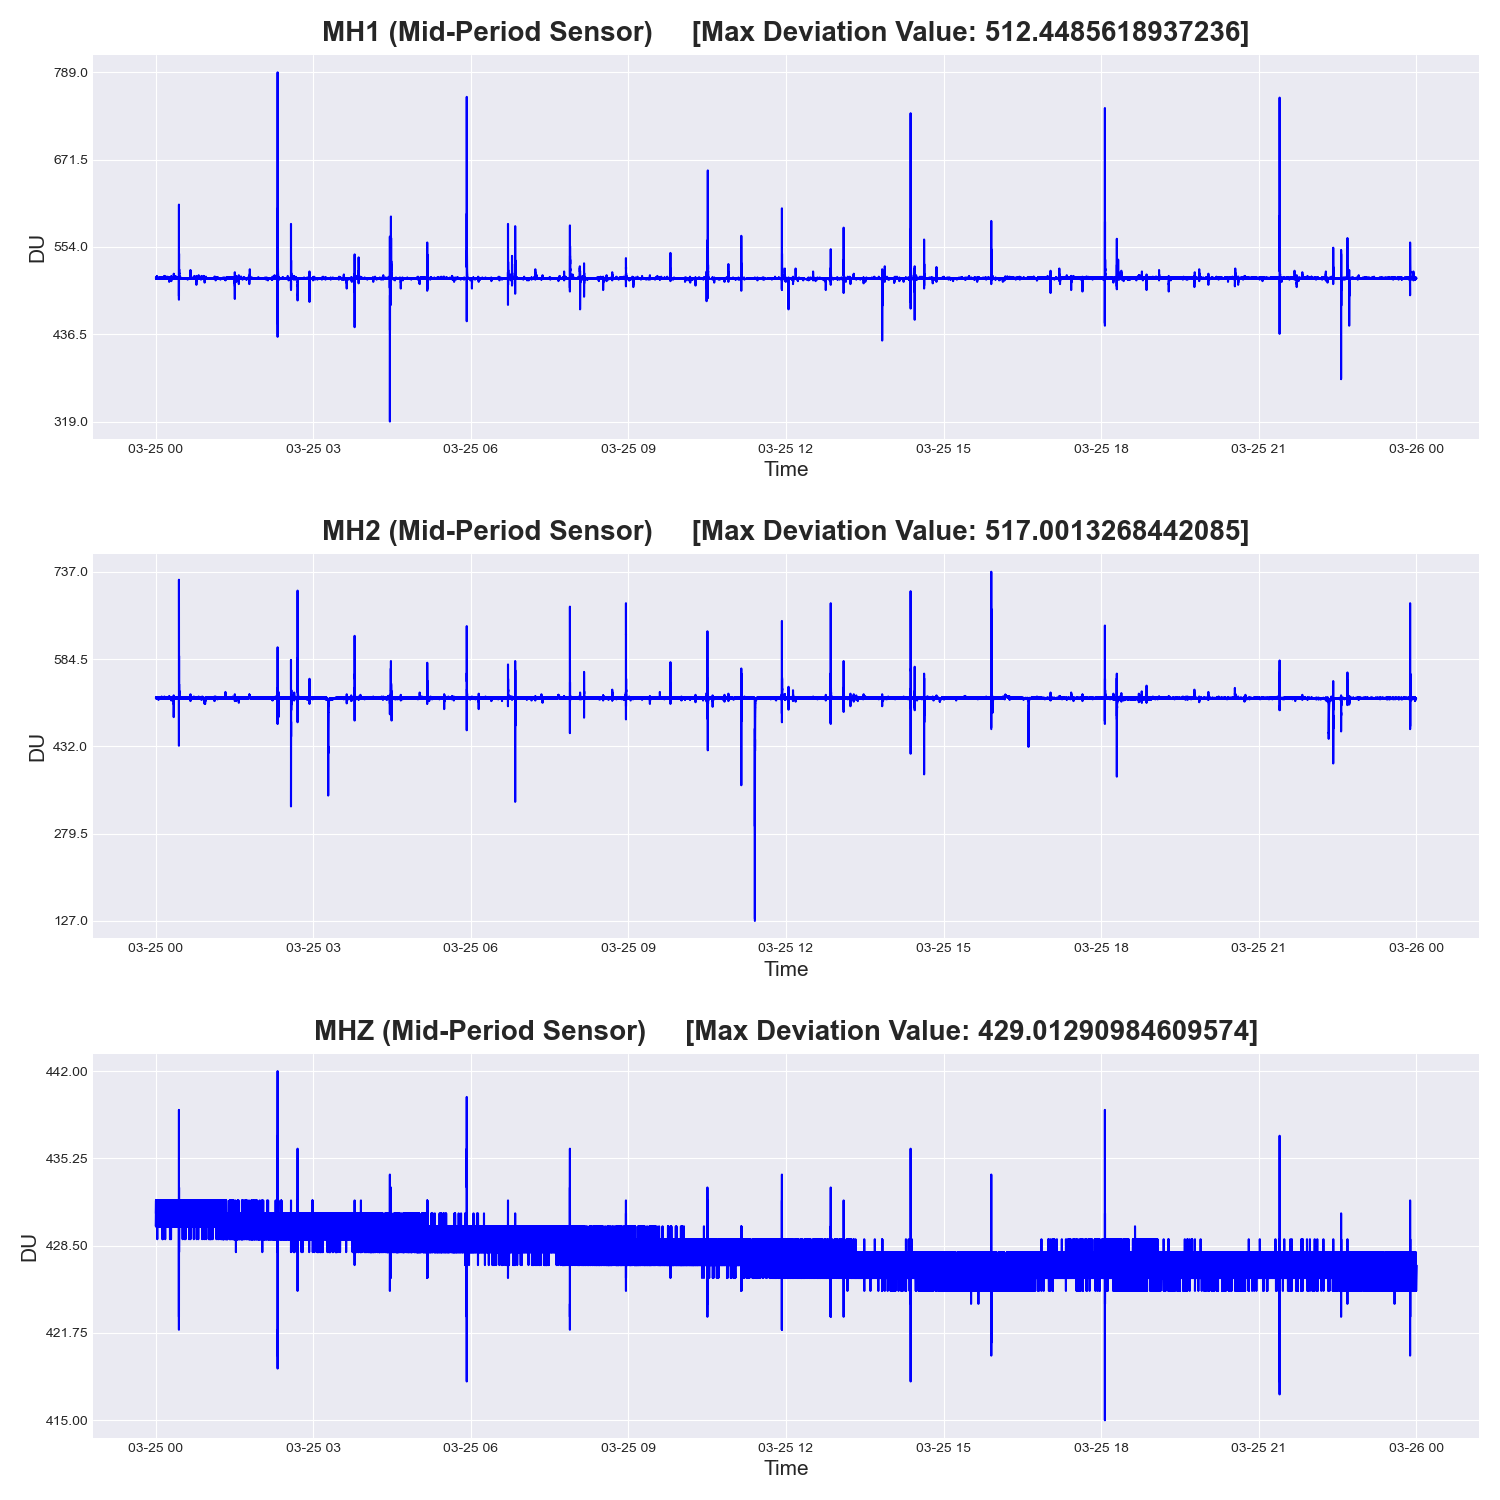 MH1 (Mid-Period Sensor) [Max Deviation Value: 512.4485618937236]
789.0
671.5
554.0
436.5
319.0
DU
03-25 00 03-25 03 03-25 06 03-25 09 03-25 12 03-25 15 03-25 18 03-25 21 03-26 00
Time
MH2 (Mid-Period Sensor) [Max Deviation Value: 517.0013268442085]
737.0
584.5
432.0
279.5
127.0
DU
03-25 00 03-25 03 03-25 06 03-25 09 03-25 12 03-25 15 03-25 18 03-25 21 03-26 00
Time
MHZ (Mid-Period Sensor) [Max Deviation Value: 429.01290984609574]
442.00
435.25
428.50
421.75
415.00
DU
03-25 00 03-25 03 03-25 06 03-25 09 03-25 12 03-25 15 03-25 18 03-25 21 03-26 00
Time